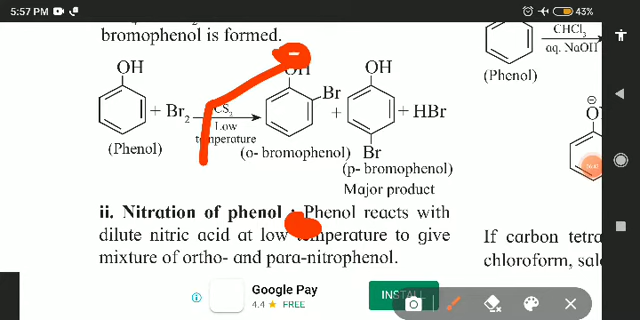 5:57 PM
43%
bromophenol is formed.
CHCl3
aq. NaOH
(Phenol)
OH
OH
OH
Br
+ Br2
CS2
Low
temperature
+
+ HBr
(Phenol)
(o- bromophenol)
Br
(p- bromophenol)
Major product
ii. Nitration of phenol : Phenol reacts with
dilute nitric acid at low temperature to give
mixture of ortho- and para-nitrophenol.
If carbon tetra
chloroform, sal
Google Pay
4.4 ★ FREE
INSTALL